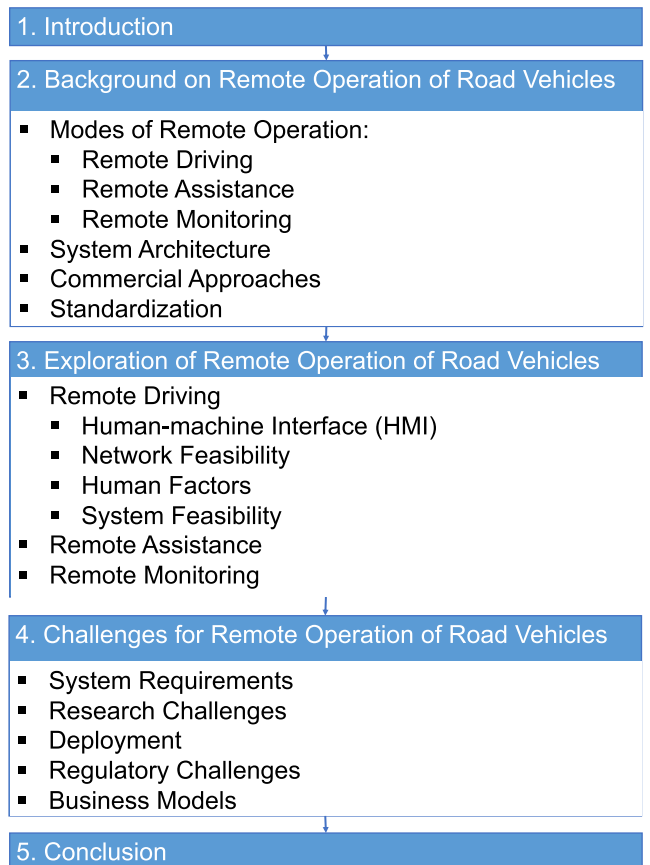 1. Introduction
2. Background on Remote Operation of Road Vehicles
▪ Modes of Remote Operation:
▪ Remote Driving
▪ Remote Assistance
▪ Remote Monitoring
▪ System Architecture
▪ Commercial Approaches
▪ Standardization
3. Exploration of Remote Operation of Road Vehicles
▪ Remote Driving
▪ Human-machine Interface (HMI)
▪ Network Feasibility
▪ Human Factors
▪ System Feasibility
▪ Remote Assistance
▪ Remote Monitoring
4. Challenges for Remote Operation of Road Vehicles
▪ System Requirements
▪ Research Challenges
▪ Deployment
▪ Regulatory Challenges
▪ Business Models
5. Conclusion